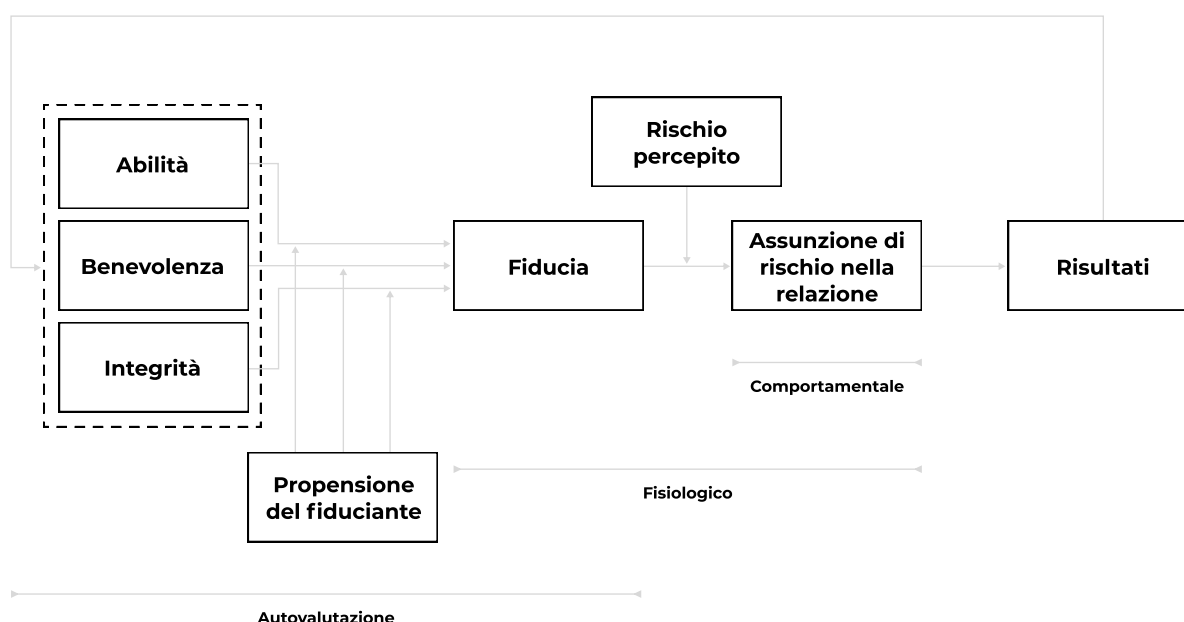 Abilità
Benevolenza
Integrità
Propensione
del fiduciante
Fiducia
Rischio
percepito
Assunzione di
rischio nella
relazione
Risultati
Comportamentale
Fisiologico
Autovalutazione